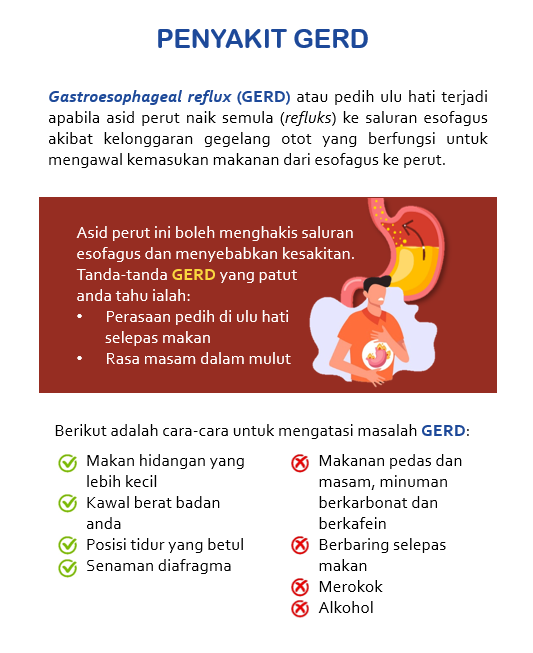 PENYAKIT GERD
Gastroesophageal reflux (GERD) atau pedih ulu hati terjadi
apabila asid perut naik semula (refluks) ke saluran esofagus
akibat kelonggaran gegelang otot yang berfungsi untuk
mengawal kemasukan makanan dari esofagus ke perut.
Asid perut ini boleh menghakis saluran
esofagus dan menyebabkan kesakitan.
Tanda-tanda GERD yang patut
anda tahu ialah:
• Perasaan pedih di ulu hati
selepas makan
• Rasa masam dalam mulut
Berikut adalah cara-cara untuk mengatasi masalah GERD:
Makan hidangan yang
lebih kecil
Kawal berat badan
anda
Posisi tidur yang betul
Senaman diafragma
Makanan pedas dan
masam, minuman
berkarbonat dan
berkafein
Berbaring selepas
makan
Merokok
Alkohol